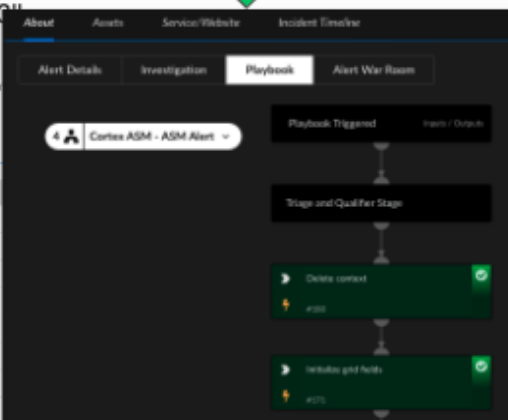 About Assets Service/Website Incident Timeline
Alert Details Investigation Playbook Alert War Room
4 Cortex ASM - ASM Alert
Playbook Triggered Inputs / Outputs
Triage and Qualifier Stage
Delete context
Initialize grid fields
#171